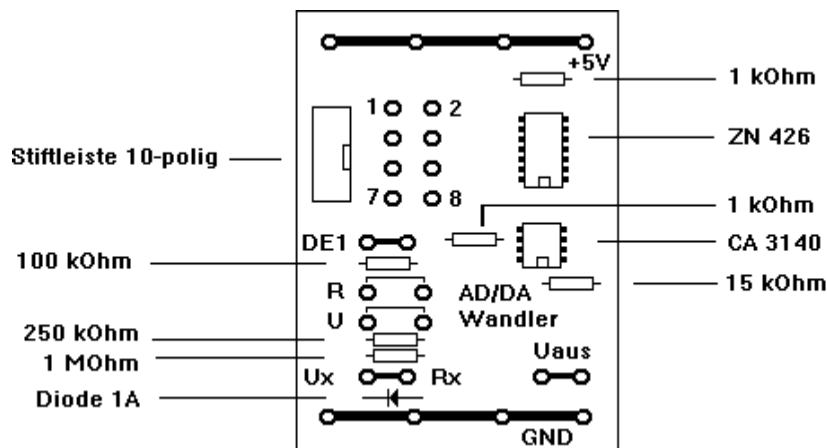 +5V
1 kOhm
1 2
ZN 426
Stiftleiste 10-polig
7 8
1 kOhm
DE1
CA 3140
100 kOhm
15 kOhm
R AD/DA
U Wandler
250 kOhm
1 MOhm
Uaus
Ux Rx
Diode 1A
GND